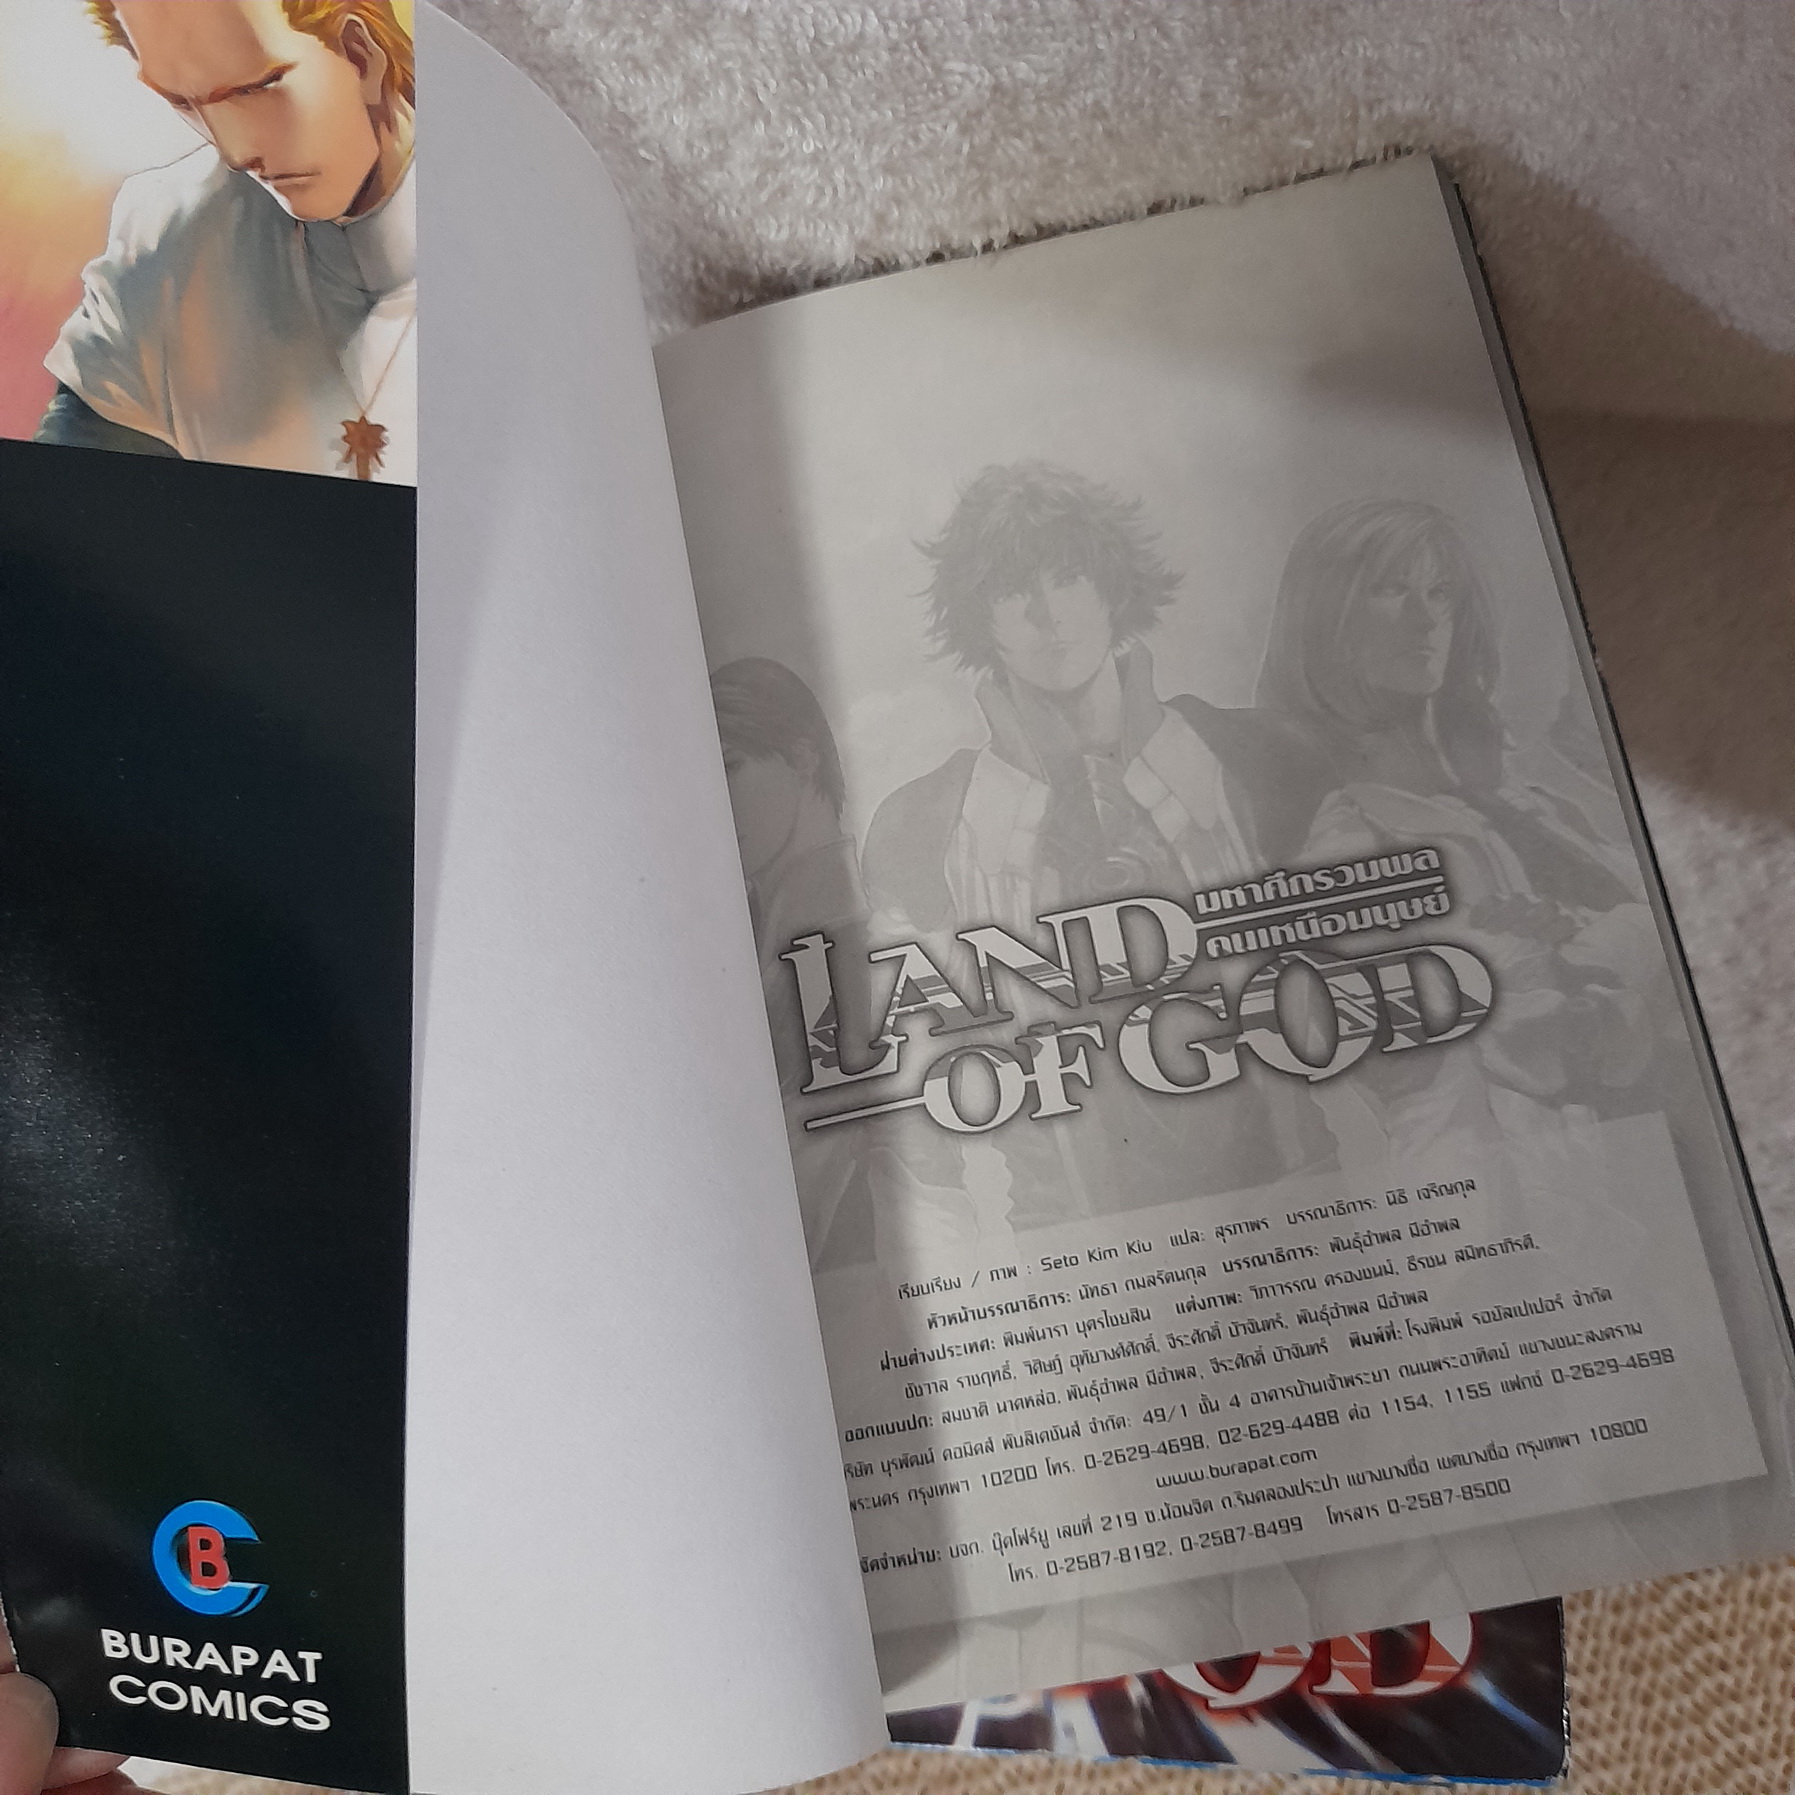 BURAPAT
COMICS
LAND
มหาศึกรวมพล
คนเหนือมนุษย์
OF GOD
เรียบเรียง / ภาพ : Seto Kim Kiu แปล: สุรภาพร บรรณาธิการ: นิธิ เจริญกุล
หัวหน้าบรรณาธิการ: นัทธา กมลรัตนกุล บรรณาธิการ: พันธุ์อำพล มีอำพล
ฝ่ายต่างประเทศ: พิมพ์นารา บุตรไชยสิน แต่งภาพ: วิภาวรรณ ครองชนม์, ธีรชน
ชัชวาล ราชฤทธิ์, วิศิษฎ์ อุทัยวงศ์ศักดิ์, จีระศักดิ์ บัวจันทร์, พันธุ์อำพล มีอำพล
ออกแบบปก: สมชาติ นาคหล่อ, พันธุ์อำพล มีอำพล, จีระศักดิ์ บัวจันทร์ พิมพ์ที่: โรงพิมพ์ รอยัลเปเปอร์ จำกัด
บุรพัฒน์ คอมิคส์ พับลิเคชันส์ จำกัด: 49/1 ชั้น 4 อาคารบ้านเจ้าพระยา ถนนพระอาทิตย์ แขวงชนะสงคราม
พระนคร กรุงเทพฯ 10200 โทร. 0-2629-4698, 02-629-4488 ต่อ 1154, 1155 แฟกซ์ 0-2629-4698
www.burapat.com
จัดจำหน่าย: บจก. บุ๊คโฟร์ยู เลขที่ 219 ซ.น้อมจิต ถ.ริมคลองประปา แขวงบางซื่อ เขตบางซื่อ กรุงเทพฯ 10800
โทร. 0-2587-8192, 0-2587-8499 โทรสาร 0-2587-8500